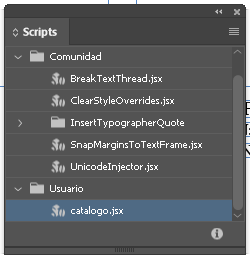 Scripts
Comunidad
BreakTextThread.jsx
ClearStyleOverrides.jsx
InsertTypographerQuote
SnapMarginsToTextFrame.jsx
UnicodeInjector.jsx
Usuario
catalogo.jsx